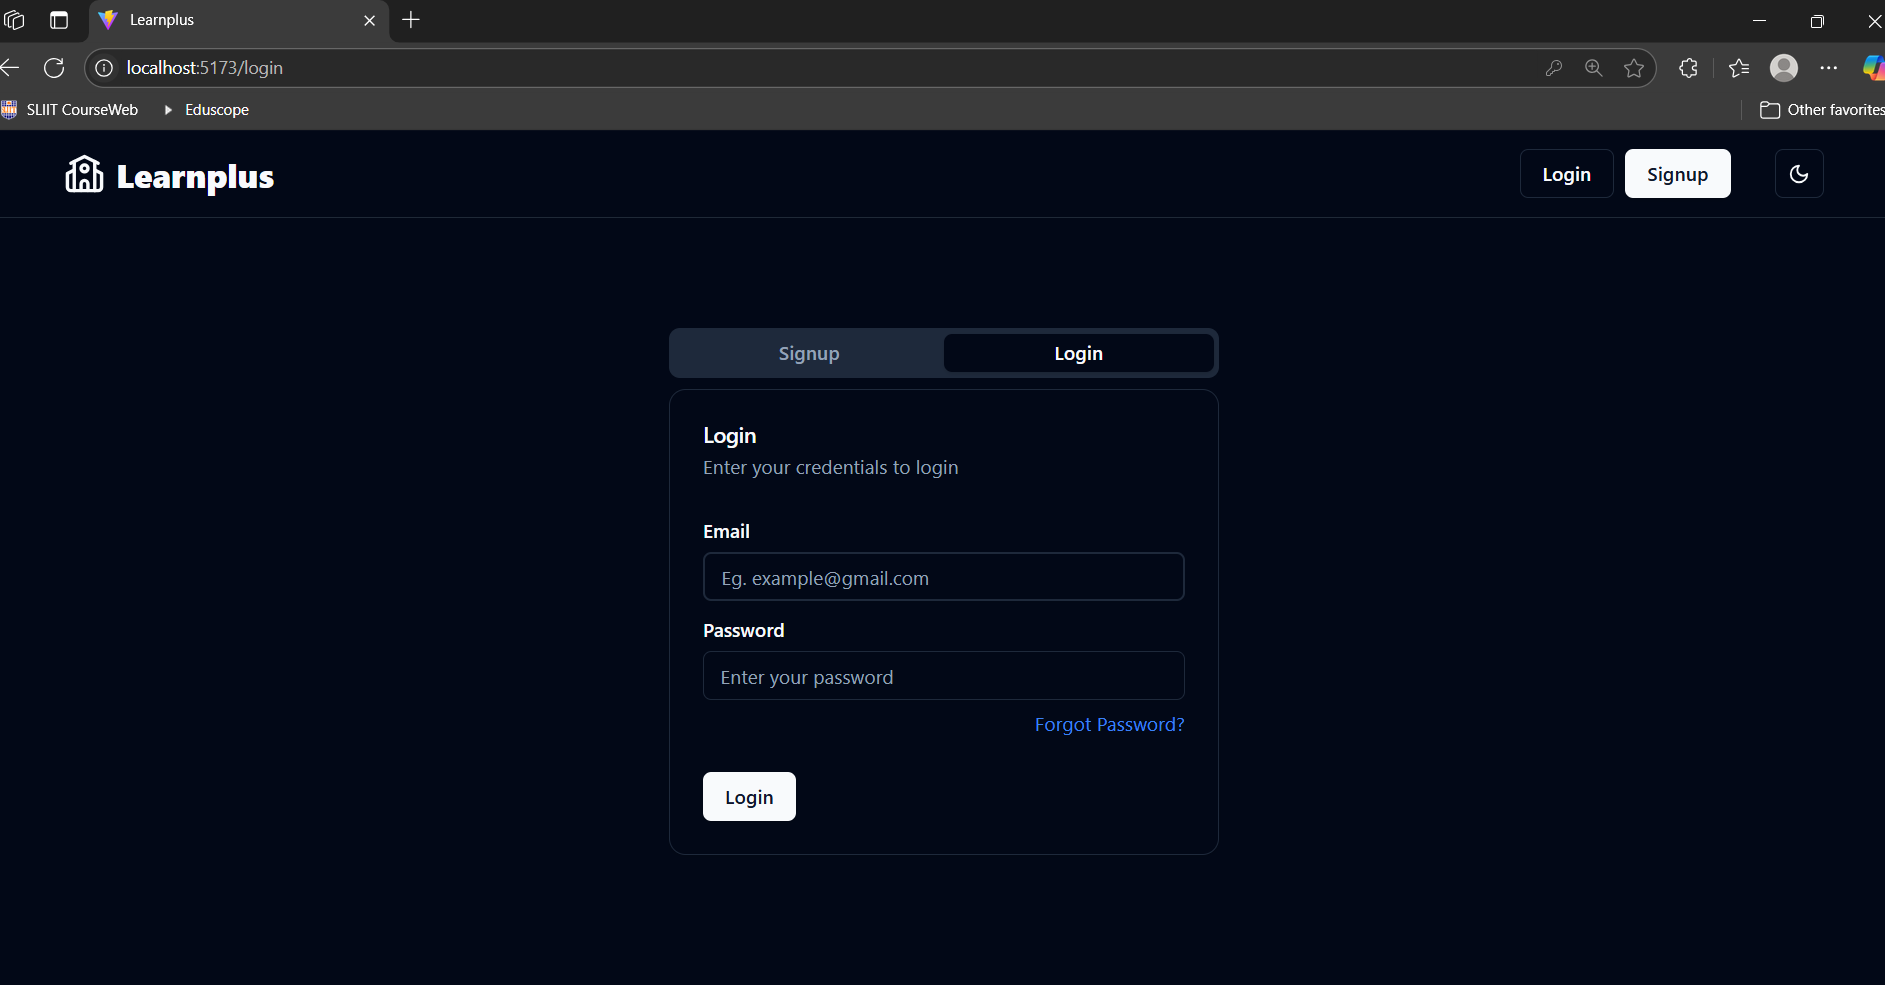 Learnplus
localhost:5173/login
SLIIT CourseWeb Eduscope Other favorites
Learnplus Login Signup
Signup Login
Login
Enter your credentials to login
Email
Eg. example@gmail.com
Password
Enter your password
Forgot Password?
Login